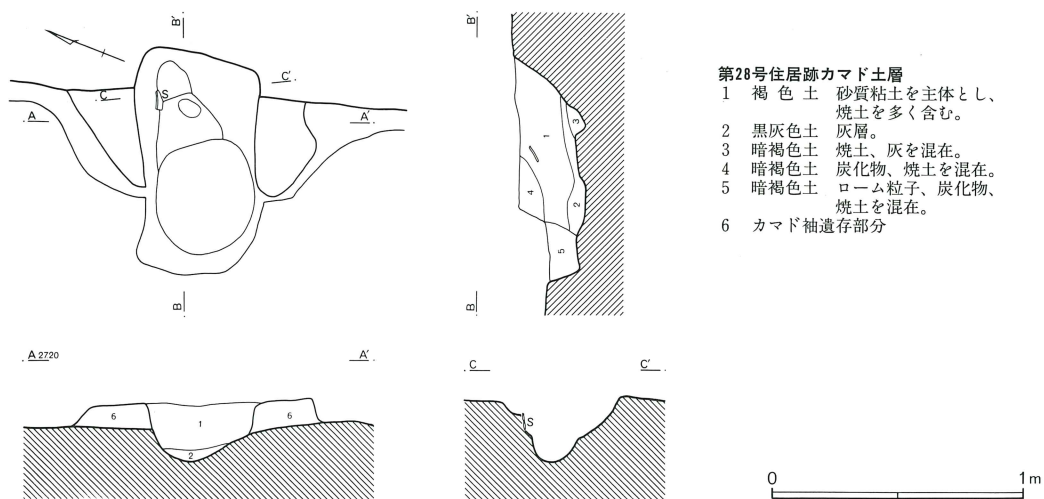 B′
B′
C
C′
S
A
A′
1
3
4
2
5
B
B
第28号住居跡カマド土層
1 褐色土 砂質粘土を主体とし、
焼土を多く含む。
2 黒灰色土 灰層。
3 暗褐色土 焼土、灰を混在。
4 暗褐色土 炭化物、焼土を混在。
5 暗褐色土 ローム粒子、炭化物、
焼土を混在。
6 カマド袖遺存部分
A 27.20
A′
6
1
6
2
C
C′
S
0
1m